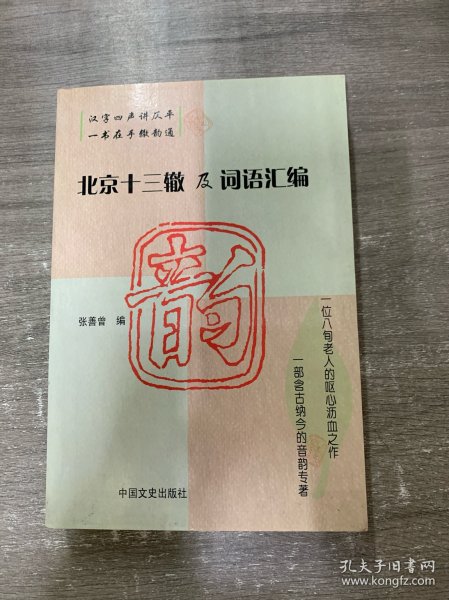 汉字四声讲仄平
一书在手辙韵通
北京十三辙 及 词语汇编
韵
张善曾 编
一位八旬老人的呕心沥血之作
一部含古纳今的音韵专著
中国文史出版社
孔夫子旧书网
www.kongfz.com